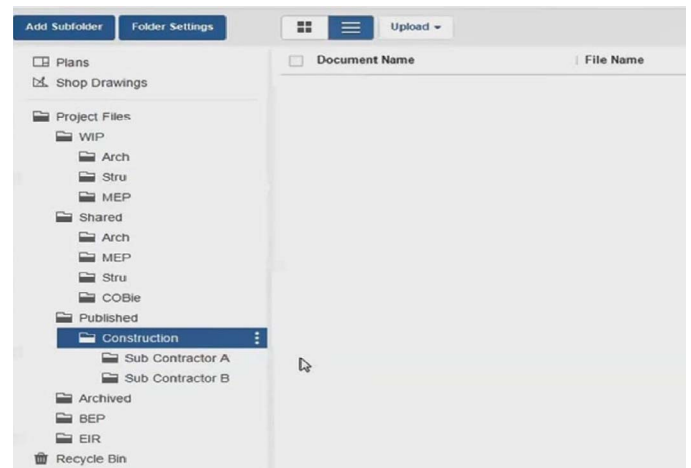 Add Subfolder Folder Settings Upload
Document Name File Name
Plans
Shop Drawings
Project Files
WIP
Arch
Stru
MEP
Shared
Arch
MEP
Stru
COBie
Published
Construction
Sub Contractor A
Sub Contractor B
Archived
BEP
EIR
Recycle Bin